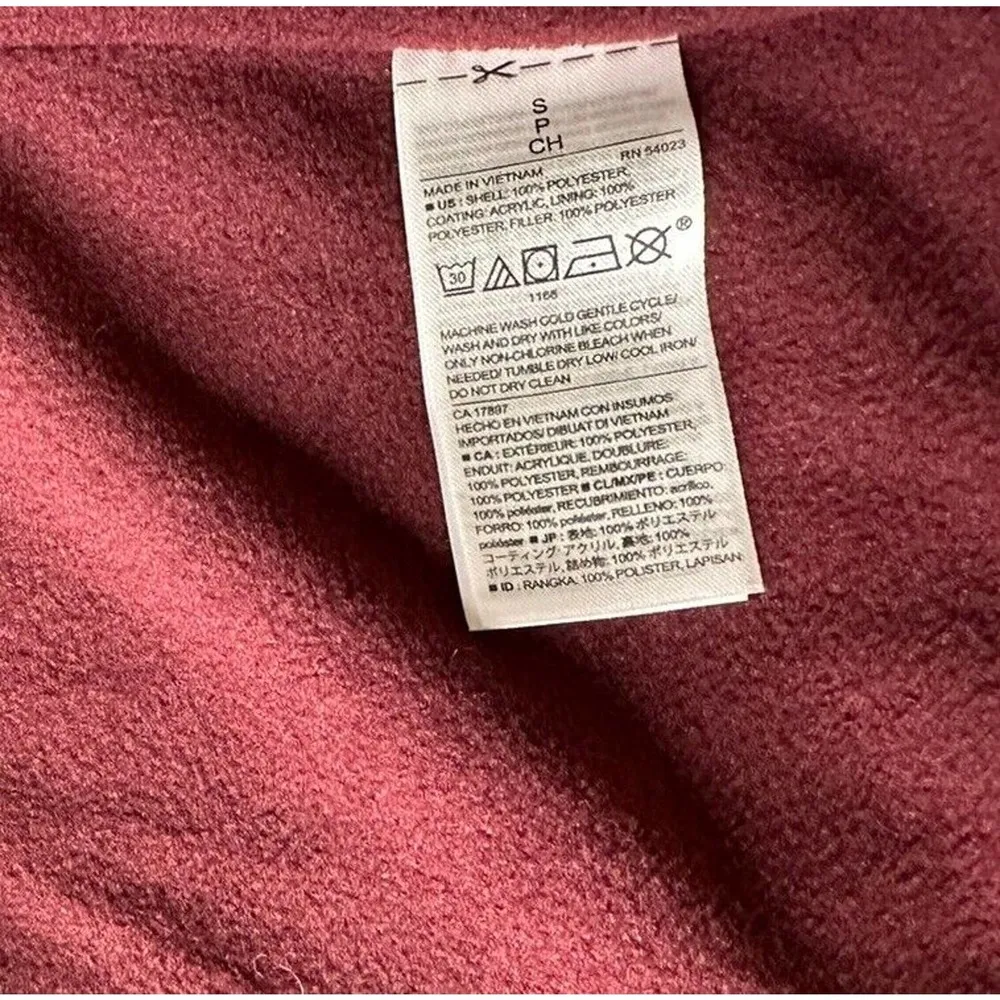 S
P
CH
RN 54023
MADE IN VIETNAM
■ US : SHELL: 100% POLYESTER,
COATING: ACRYLIC, LINING: 100%
POLYESTER, FILLER: 100% POLYESTER
30
®
1166
MACHINE WASH COLD GENTLE CYCLE/
WASH AND DRY WITH LIKE COLORS/
ONLY NON-CHLORINE BLEACH WHEN
NEEDED/ TUMBLE DRY LOW/ COOL IRON/
DO NOT DRY CLEAN
CA 17897
HECHO EN VIETNAM CON INSUMOS
IMPORTADOS/ DIBUAT DI VIETNAM
■ CA : EXTÉRIEUR: 100% POLYESTER,
ENDUIT: ACRYLIQUE, DOUBLURE:
100% POLYESTER, REMBOURRAGE:
100% POLYESTER ■ CL/MX/PE : CUERPO:
100% poliéster, RECUBRIMIENTO: acrílico,
FORRO: 100% poliéster, RELLENO: 100%
poliéster ■ JP : 表地: 100% ポリエステル
コーティング: アクリル, 裏地: 100%
ポリエステル, 詰め物: 100% ポリエステル
■ ID : RANGKA: 100% POLISTER, LAPISAN: